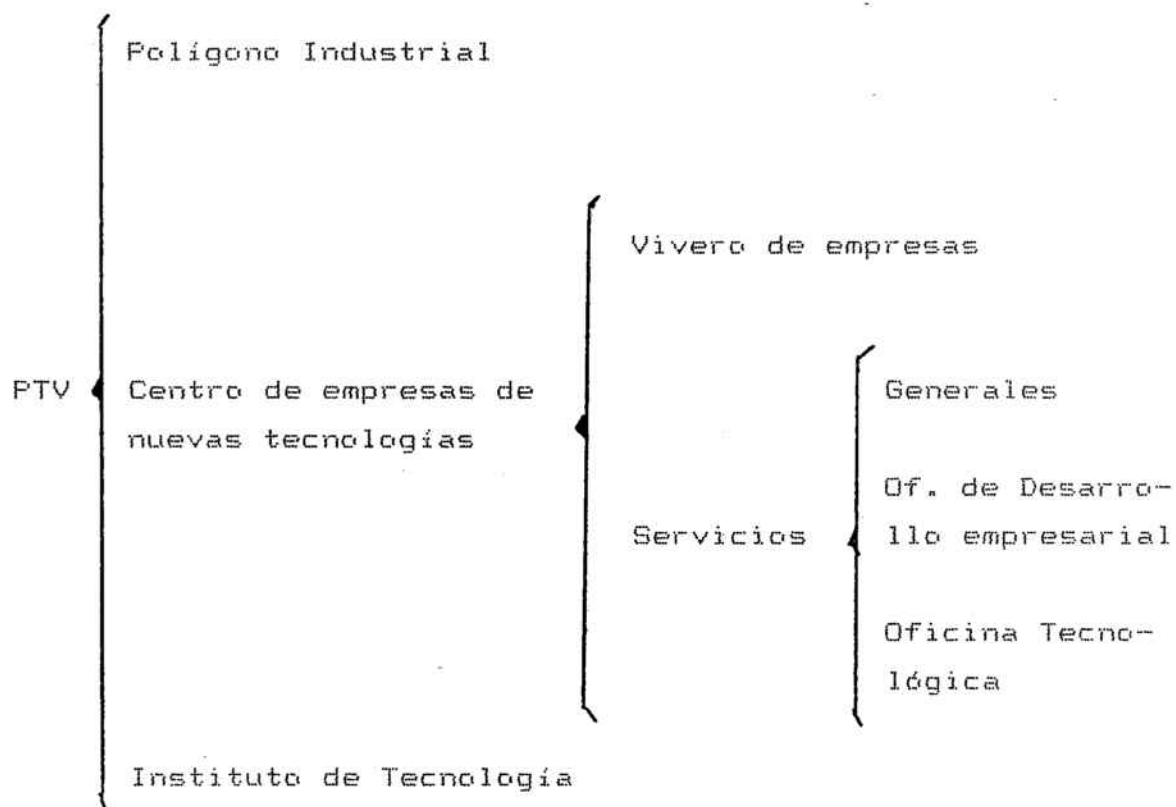 Polígono Industrial
Vivero de empresas
PTV
Centro de empresas de
nuevas tecnologías
Generales
Of. de Desarro-
llo empresarial
Servicios
Oficina Tecno-
lógica
Instituto de Tecnología